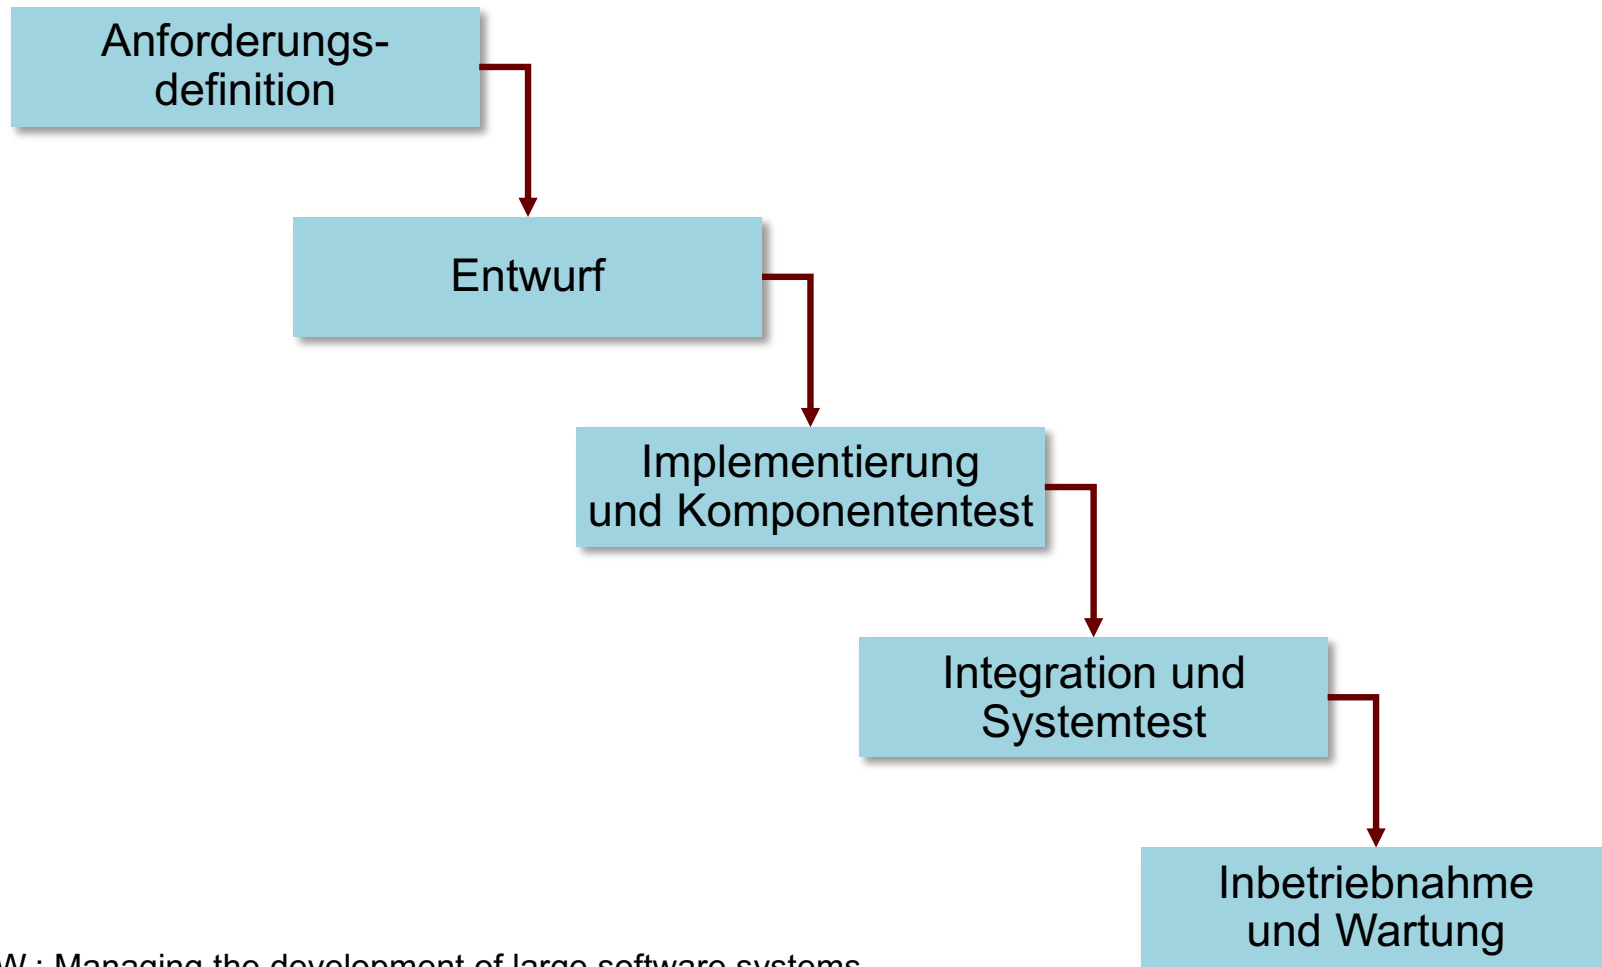 Anforderungs-
definition
Entwurf
Implementierung
und Komponententest
Integration und
Systemtest
Inbetriebnahme
und Wartung
W.: Managing the development of large software systems